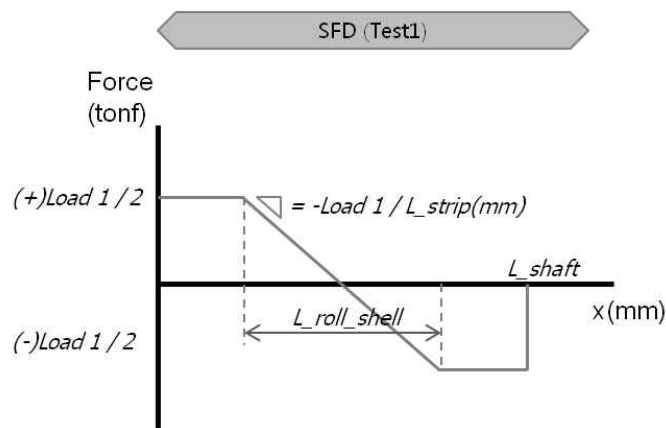 SFD (Test1)
Force
(tonf)
(+)Load 1 / 2
= -Load 1 / L_strip(mm)
L_shaft
x(mm)
L_roll_shell
(-)Load 1 / 2